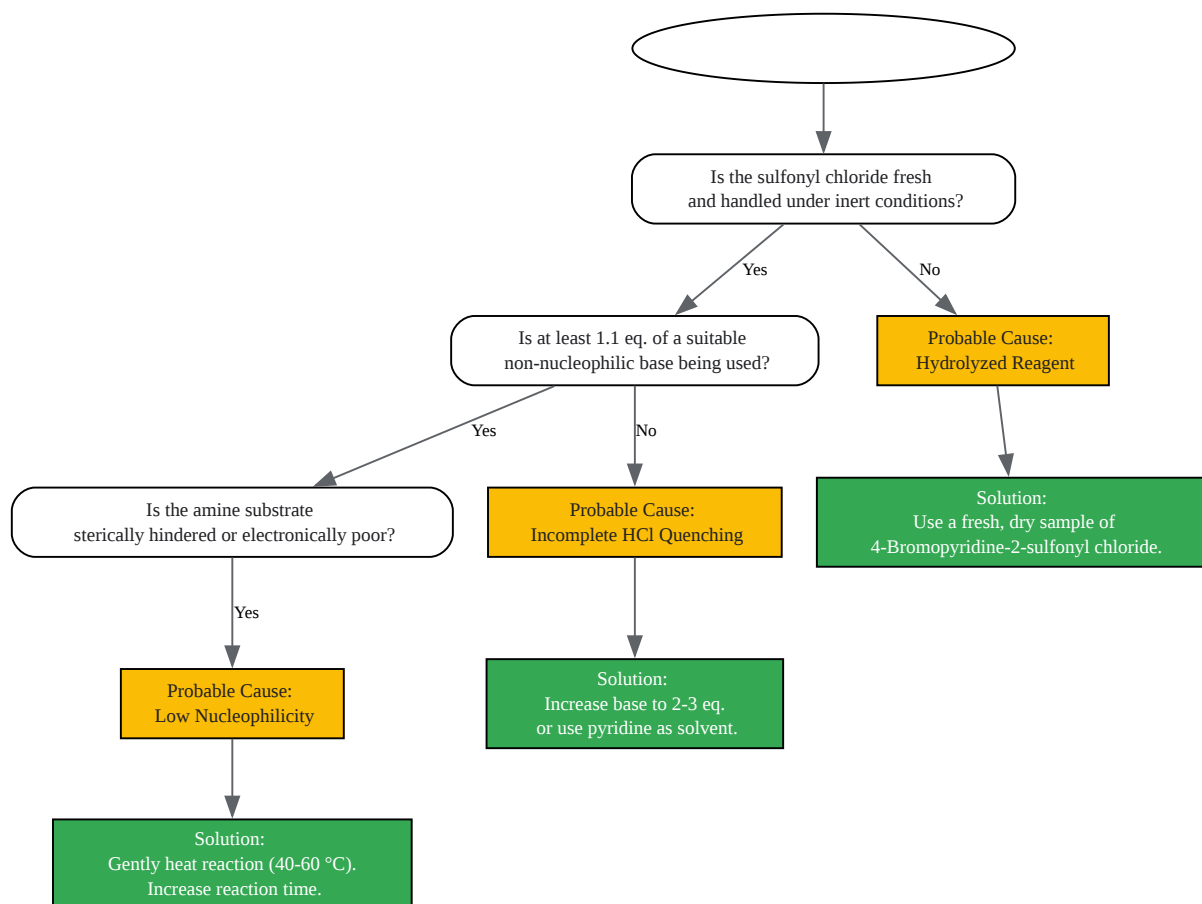 Is the sulfonyl chloride fresh
and handled under inert conditions?
Yes
No
Is at least 1.1 eq. of a suitable
non-nucleophilic base being used?
Probable Cause:
Hydrolyzed Reagent
Yes
No
Is the amine substrate
sterically hindered or electronically poor?
Probable Cause:
Incomplete HCl Quenching
Solution:
Use a fresh, dry sample of
4-Bromopyridine-2-sulfonyl chloride.
Yes
Probable Cause:
Low Nucleophilicity
Solution:
Increase base to 2-3 eq.
or use pyridine as solvent.
Solution:
Gently heat reaction (40-60 °C).
Increase reaction time.